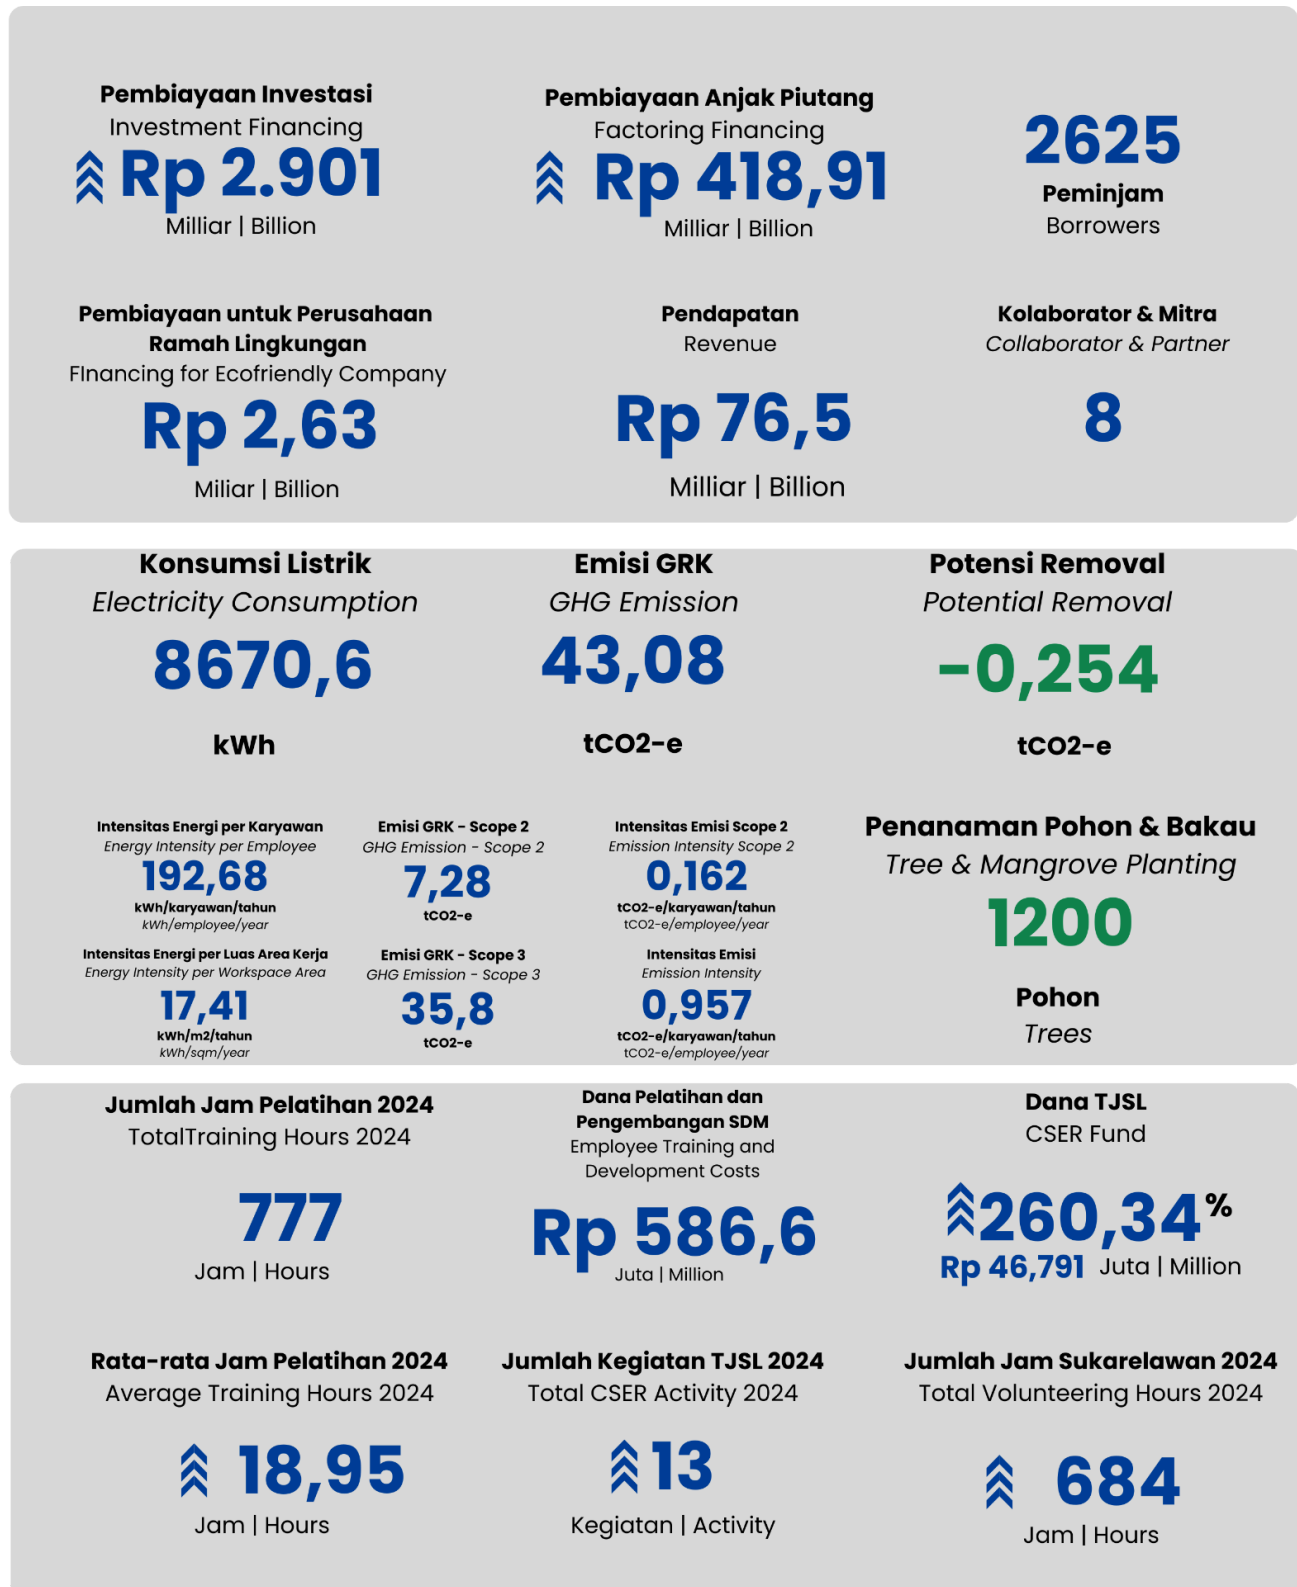 Pembiayaan Investasi
Investment Financing
Rp 2.901
Milliar | Billion
Pembiayaan Anjak Piutang
Factoring Financing
Rp 418,91
Milliar | Billion
2625
Peminjam
Borrowers
Pembiayaan untuk Perusahaan
Ramah Lingkungan
FInancing for Ecofriendly Company
Rp 2,63
Miliar | Billion
Pendapatan
Revenue
Rp 76,5
Milliar | Billion
Kolaborator & Mitra
Collaborator & Partner
8
Konsumsi Listrik
Electricity Consumption
8670,6
kWh
Emisi GRK
GHG Emission
43,08
tCO2-e
Potensi Removal
Potential Removal
-0,254
tCO2-e
Intensitas Energi per Karyawan
Energy Intensity per Employee
192,68
kWh/karyawan/tahun
kWh/employee/year
Emisi GRK - Scope 2
GHG Emission - Scope 2
7,28
tCO2-e
Intensitas Emisi Scope 2
Emission Intensity Scope 2
0,162
tCO2-e/karyawan/tahun
tCO2-e/employee/year
Penanaman Pohon & Bakau
Tree & Mangrove Planting
1200
Pohon
Trees
Intensitas Energi per Luas Area Kerja
Energy Intensity per Workspace Area
17,41
kWh/m2/tahun
kWh/sqm/year
Emisi GRK - Scope 3
GHG Emission - Scope 3
35,8
tCO2-e
Intensitas Emisi
Emission Intensity
0,957
tCO2-e/karyawan/tahun
tCO2-e/employee/year
Jumlah Jam Pelatihan 2024
TotalTraining Hours 2024
777
Jam | Hours
Dana Pelatihan dan
Pengembangan SDM
Employee Training and
Development Costs
Rp 586,6
Juta | Million
Dana TJSL
CSER Fund
260,34%
Rp 46,791 Juta | Million
Rata-rata Jam Pelatihan 2024
Average Training Hours 2024
18,95
Jam | Hours
Jumlah Kegiatan TJSL 2024
Total CSER Activity 2024
13
Kegiatan | Activity
Jumlah Jam Sukarelawan 2024
Total Volunteering Hours 2024
684
Jam | Hours